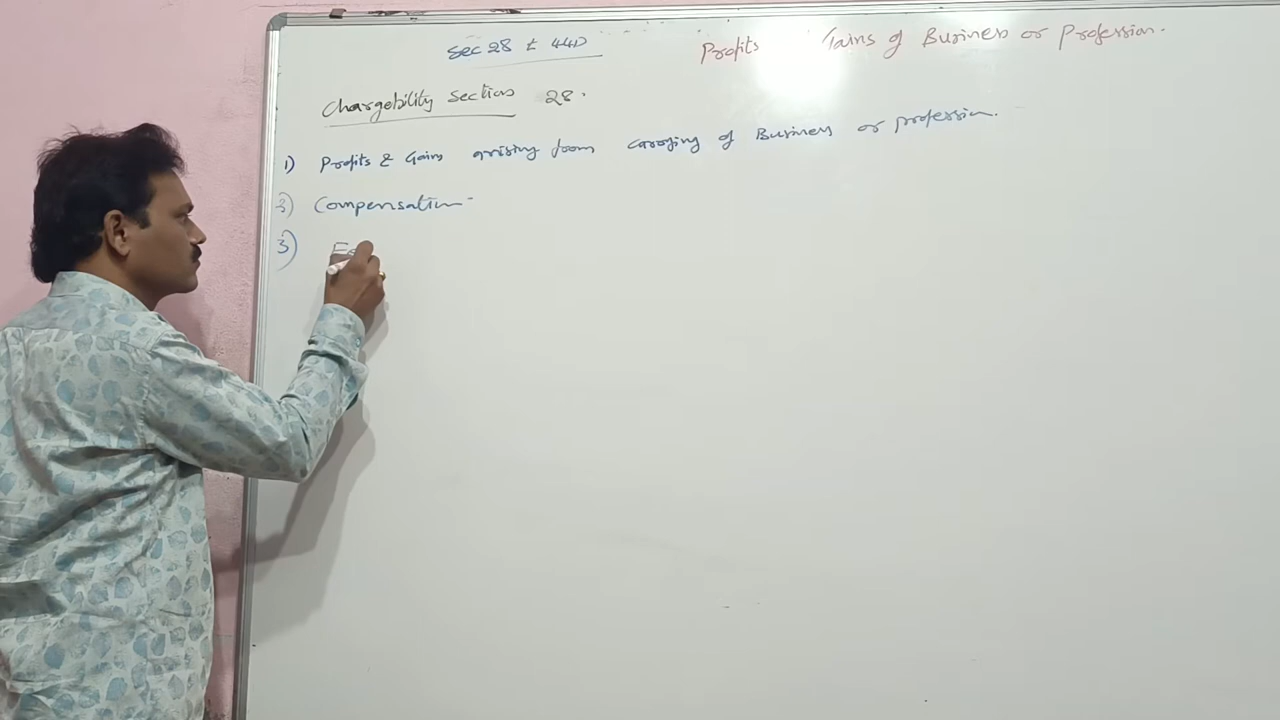 Sec 28 to 44D
Profits Gains of Business or Profession.
Chargebility Section 28.
1) Profits & Gains arising from carrying of Business or profession.
2) Compensation -
3)